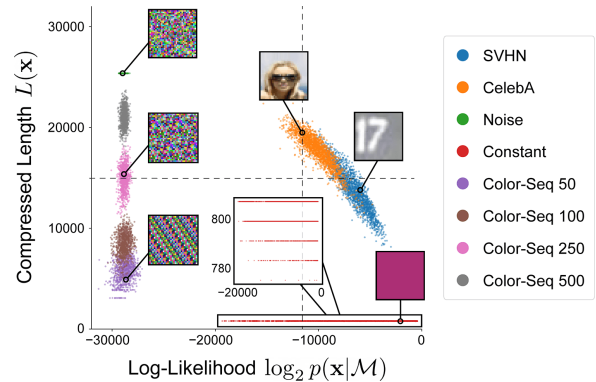 Compressed Length L(x)
30000
20000
10000
0
17
800
780
−20000
0
−30000
−20000
−10000
0
Log-Likelihood log₂ p(x|ℳ)
SVHN
CelebA
Noise
Constant
Color-Seq 50
Color-Seq 100
Color-Seq 250
Color-Seq 500